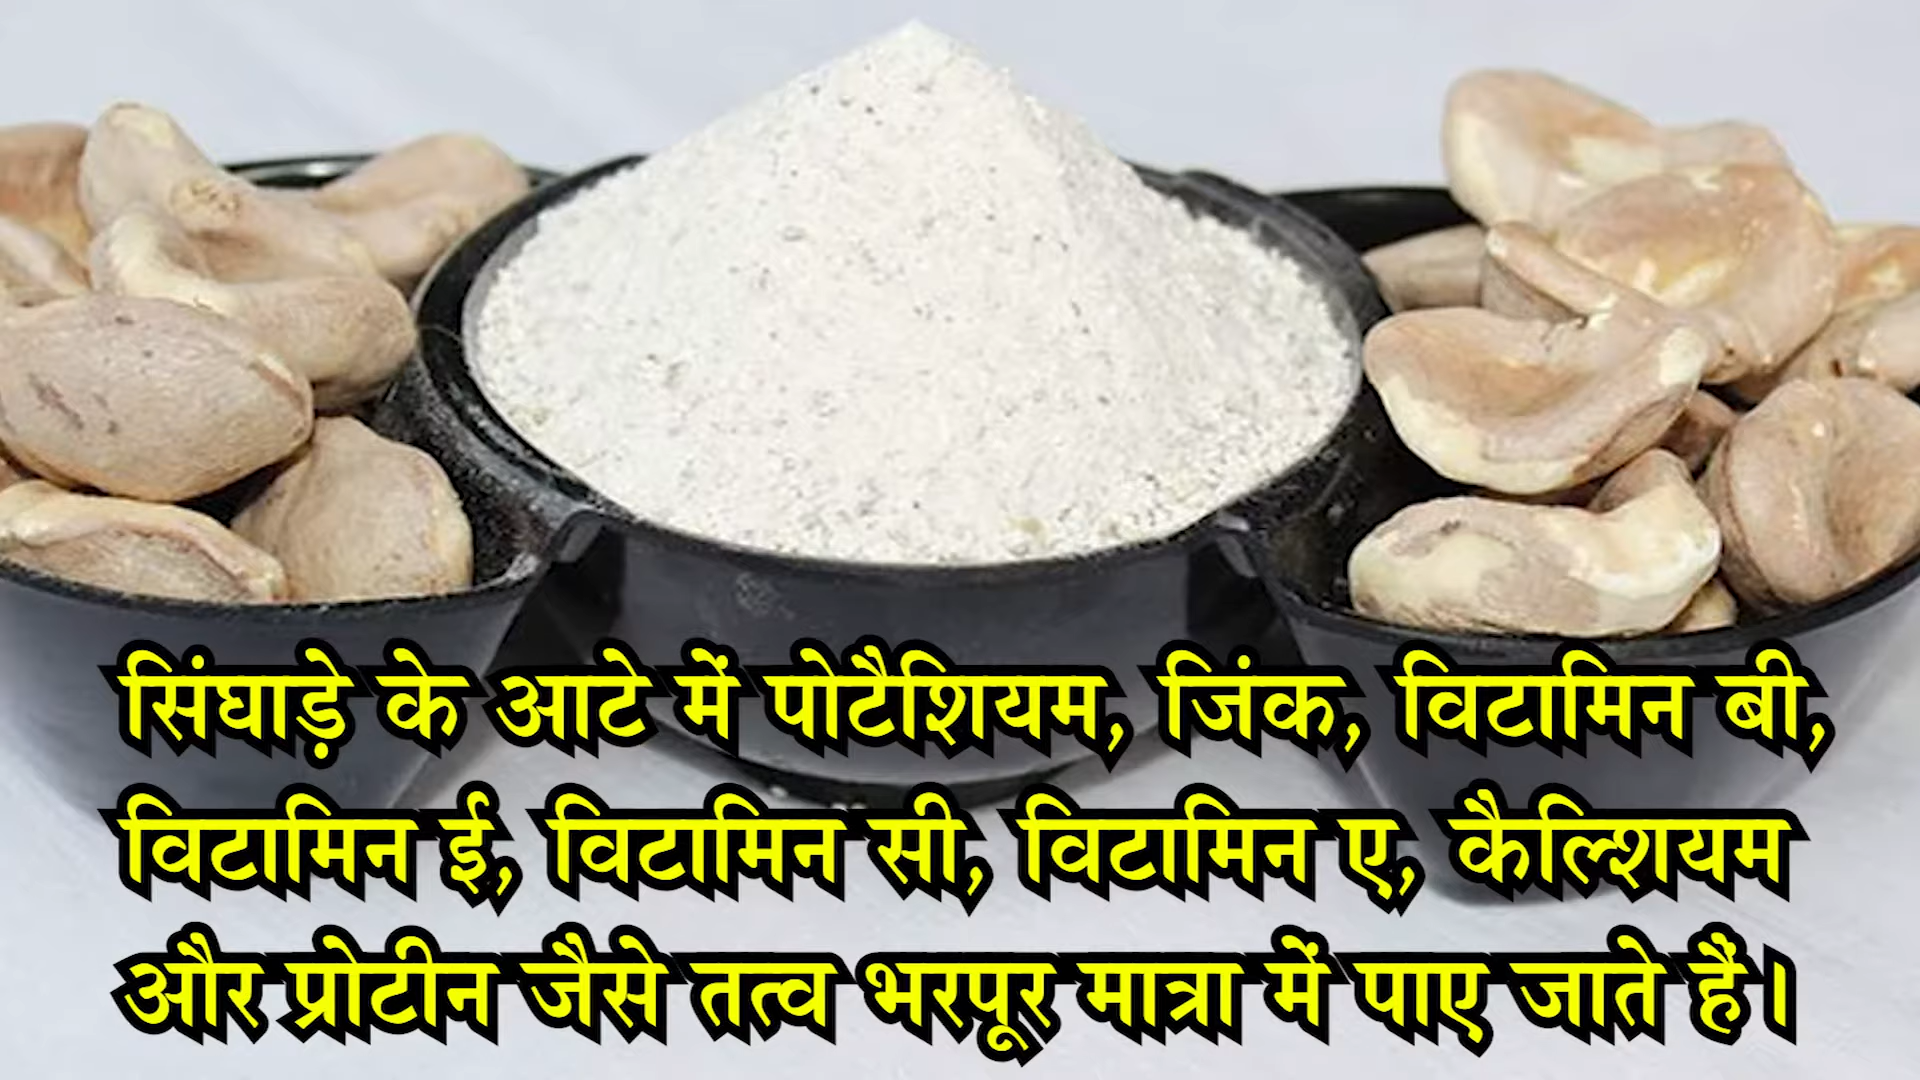 सिंघाड़े के आटे में पोटैशियम, जिंक, विटामिन बी,
विटामिन ई, विटामिन सी, विटामिन ए, कैल्शियम
और प्रोटीन जैसे तत्व भरपूर मात्रा में पाए जाते हैं।